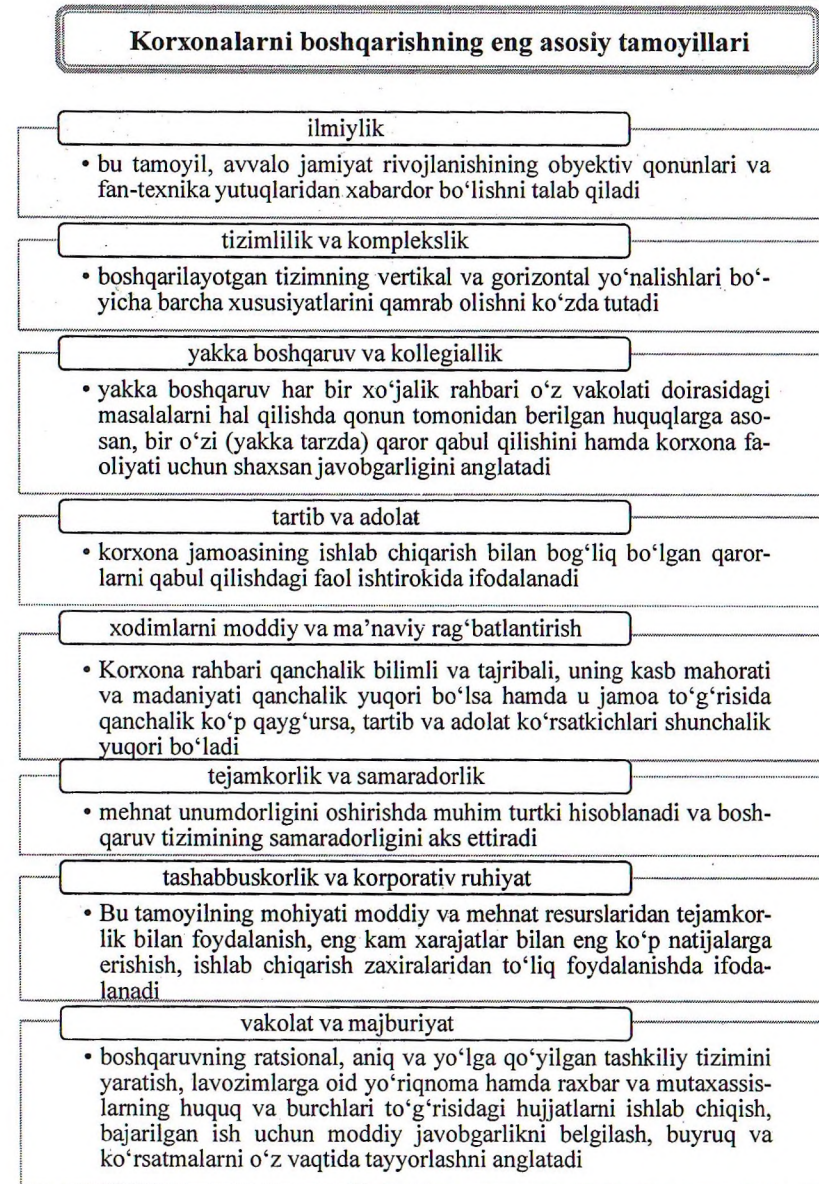 Korxonalarni boshqarishning eng asosiy tamoyillari
ilmiylik
• bu tamoyil, avvalo jamiyat rivojlanishining obyektiv qonunlari va
fan-texnika yutuqlaridan xabardor bo‘lishni talab qiladi
tizimlilik va komplekslik
• boshqarilayotgan tizimning vertikal va gorizontal yo‘nalishlari bo‘-
yicha barcha xususiyatlarini qamrab olishni ko‘zda tutadi
yakka boshqaruv va kollegiallik
• yakka boshqaruv har bir xo‘jalik rahbari o‘z vakolati doirasidagi
masalalarni hal qilishda qonun tomonidan berilgan huquqlarga aso-
san, bir o‘zi (yakka tarzda) qaror qabul qilishini hamda korxona fa-
oliyati uchun shaxsan javobgarligini anglatadi
tartib va adolat
• korxona jamoasining ishlab chiqarish bilan bog‘liq bo‘lgan qaror-
larni qabul qilishdagi faol ishtirokida ifodalanadi
xodimlarni moddiy va ma’naviy rag‘batlantirish
• Korxona rahbari qanchalik bilimli va tajribali, uning kasb mahorati
va madaniyati qanchalik yuqori bo‘lsa hamda u jamoa to‘g‘risida
qanchalik ko‘p qayg‘ursa, tartib va adolat ko‘rsatkichlari shunchalik
yuqori bo‘ladi
tejamkorlik va samaradorlik
• mehnat unumdorligini oshirishda muhim turtki hisoblanadi va bosh-
qaruv tizimining samaradorligini aks ettiradi
tashabbuskorlik va korporativ ruhiyat
• Bu tamoyilning mohiyati moddiy va mehnat resurslaridan tejamkor-
lik bilan foydalanish, eng kam xarajatlar bilan eng ko‘p natijalarga
erishish, ishlab chiqarish zaxiralaridan to‘liq foydalanishda ifoda-
lanadi
vakolat va majburiyat
• boshqaruvning ratsional, aniq va yo‘lga qo‘yilgan tashkiliy tizimini
yaratish, lavozimlarga oid yo‘riqnoma hamda raxbar va mutaxassis-
larning huquq va burchlari to‘g‘risidagi hujjatlarni ishlab chiqish,
bajarilgan ish uchun moddiy javobgarlikni belgilash, buyruq va
ko‘rsatmalarni o‘z vaqtida tayyorlashni anglatadi